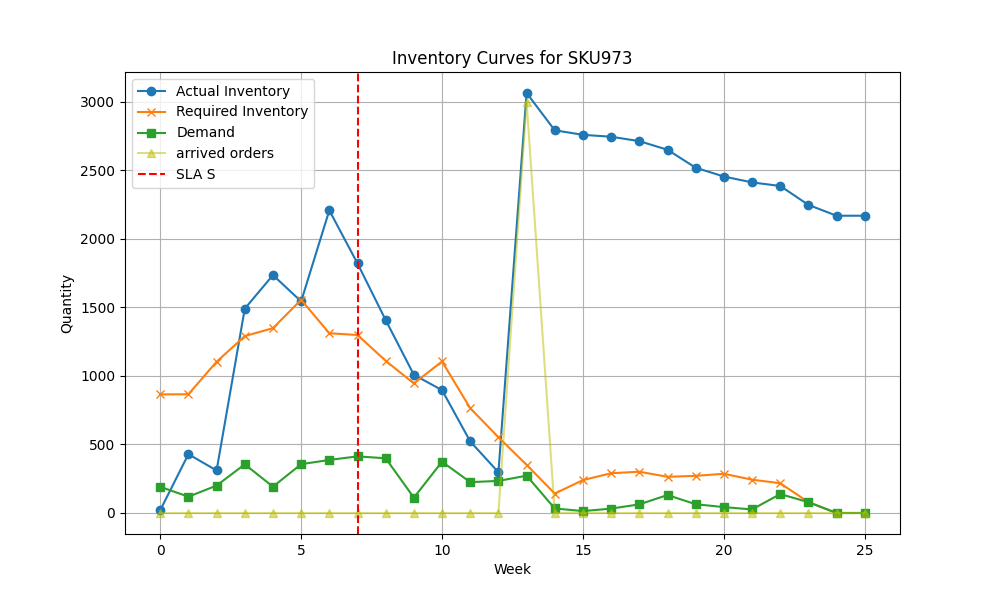 Inventory Curves for SKU973
Actual Inventory
Required Inventory
Demand
arrived orders
SLA S
Quantity
3000
2500
2000
1500
1000
500
0
0 5 10 15 20 25
Week